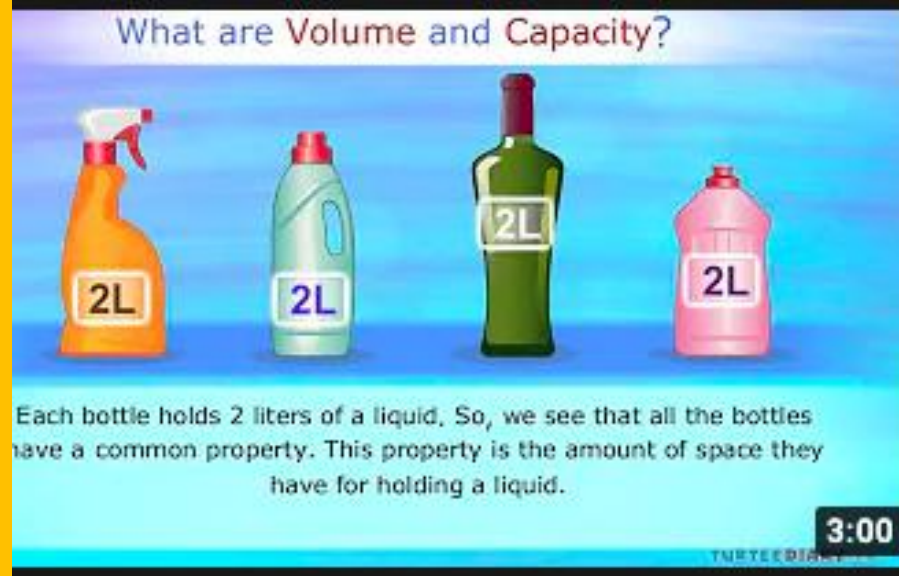 What are Volume and Capacity?
2L
2L
2L
2L
Each bottle holds 2 liters of a liquid. So, we see that all the bottles
have a common property. This property is the amount of space they
have for holding a liquid.
3:00
TURTLEDIARY